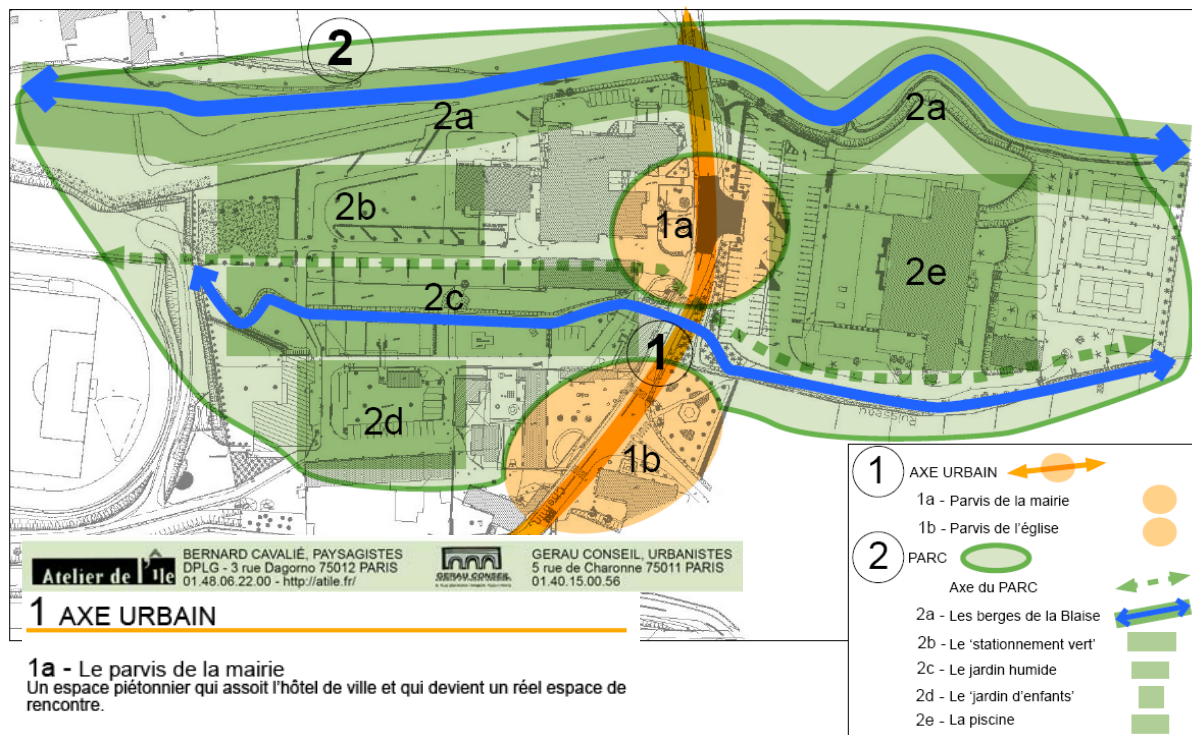 2
2a
2a
2b
1a
2e
2c
1
2d
1b
Atelier de l'île
BERNARD CAVALIÉ, PAYSAGISTES
DPLG - 3 rue Dagorno 75012 PARIS
01.48.06.22.00 - http://atile.fr/
GERAU CONSEIL
GERAU CONSEIL, URBANISTES
5 rue de Charonne 75011 PARIS
01.40.15.00.56
1 AXE URBAIN
1a - Le parvis de la mairie
Un espace piétonnier qui assoit l'hôtel de ville et qui devient un réel espace de
rencontre.
1 AXE URBAIN
1a - Parvis de la mairie
1b - Parvis de l'église
2 PARC
Axe du PARC
2a - Les berges de la Blaise
2b - Le 'stationnement vert'
2c - Le jardin humide
2d - Le 'jardin d'enfants'
2e - La piscine